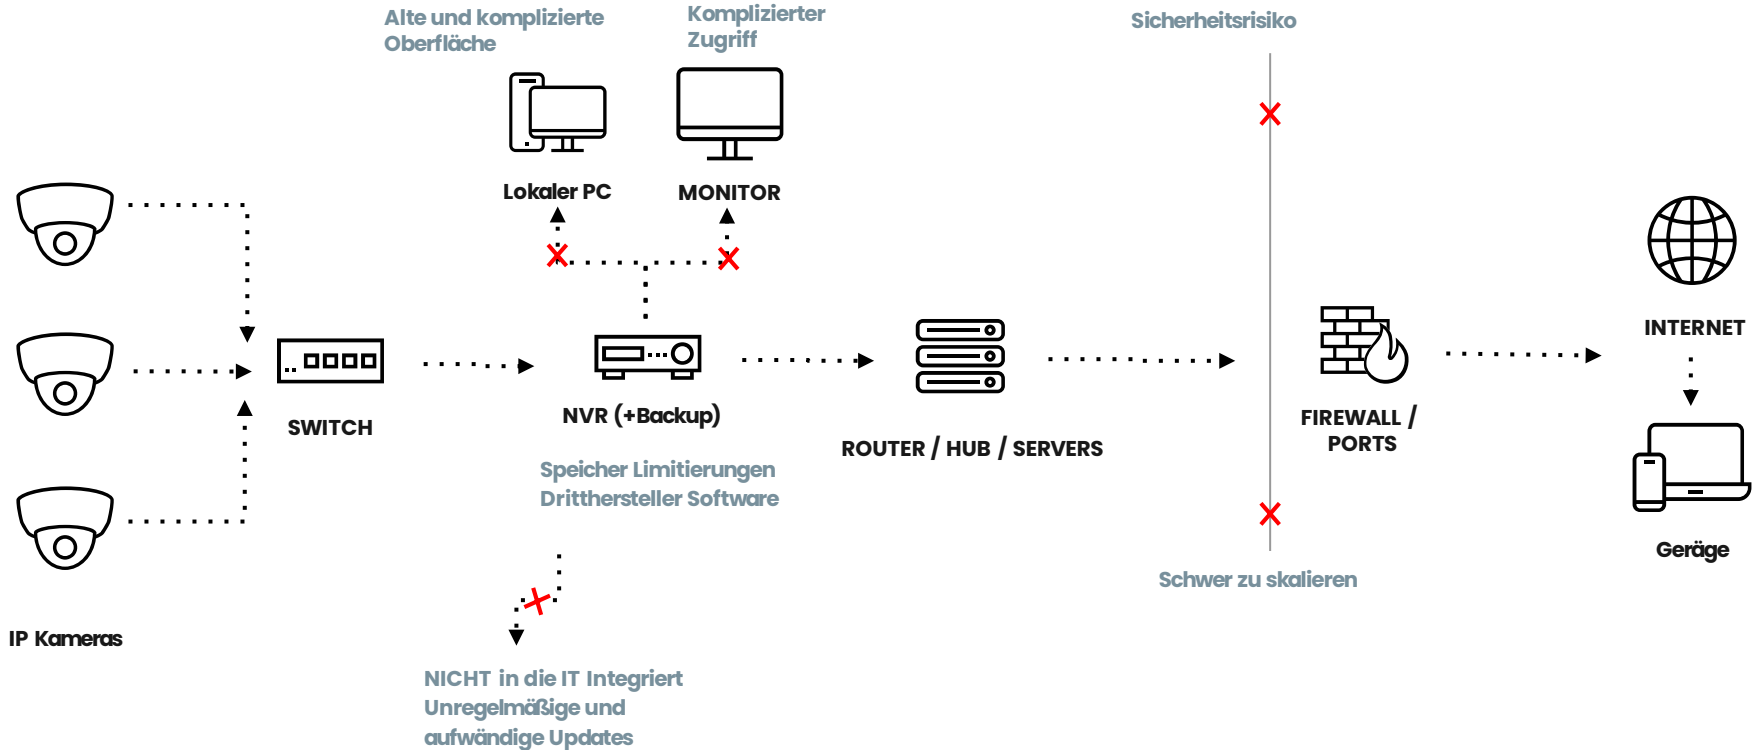 Alte und komplizierte
Oberfläche
Komplizierter
Zugriff
Sicherheitsrisiko
Lokaler PC
MONITOR
INTERNET
SWITCH
NVR (+Backup)
ROUTER / HUB / SERVERS
FIREWALL /
PORTS
Speicher Limitierungen
Dritthersteller Software
Geräge
Schwer zu skalieren
IP Kameras
NICHT in die IT Integriert
Unregelmäßige und
aufwändige Updates